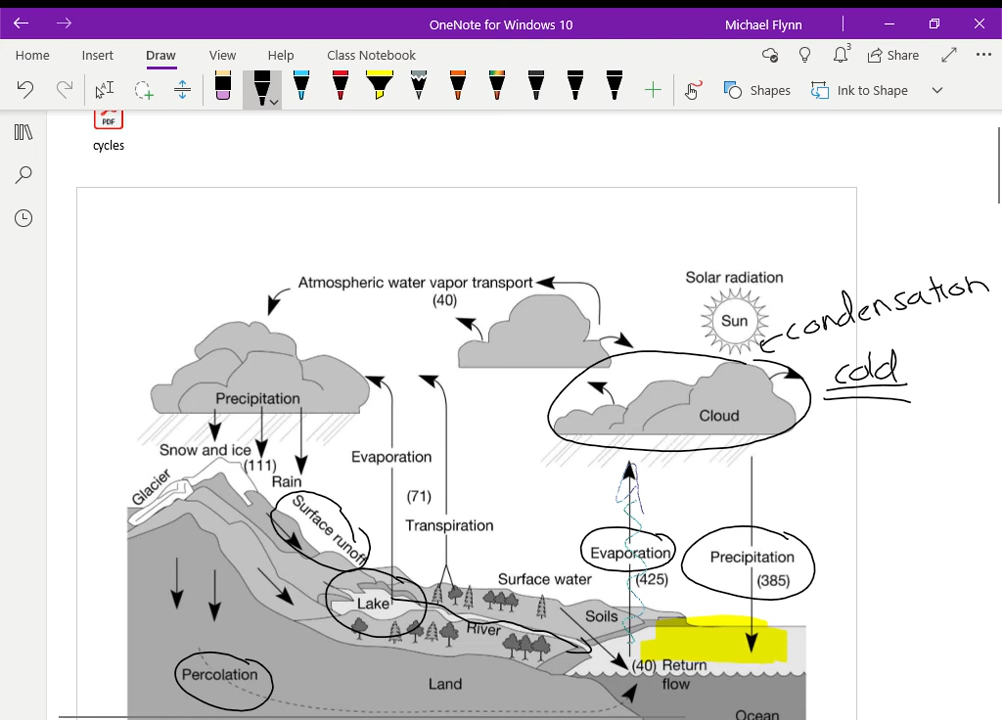 OneNote for Windows 10
Michael Flynn
Home Insert Draw View Help Class Notebook
3
Share
Shapes
Ink to Shape
PDF
cycles
Atmospheric water vapor transport
(40)
Solar radiation
Sun
condensation
cold
Precipitation
Cloud
Snow and ice
(111)
Rain
Glacier
Surface runoff
Evaporation
(71)
Transpiration
Evaporation
(425)
Precipitation
(385)
Surface water
Lake
River
Soils
(40) Return
flow
Percolation
Land
Ocean